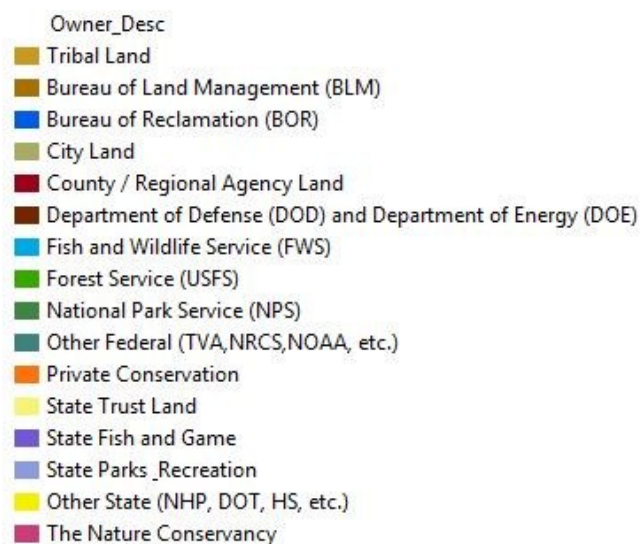 Owner_Desc
Tribal Land
Bureau of Land Management (BLM)
Bureau of Reclamation (BOR)
City Land
County / Regional Agency Land
Department of Defense (DOD) and Department of Energy (DOE)
Fish and Wildlife Service (FWS)
Forest Service (USFS)
National Park Service (NPS)
Other Federal (TVA,NRCS,NOAA, etc.)
Private Conservation
State Trust Land
State Fish and Game
State Parks _Recreation
Other State (NHP, DOT, HS, etc.)
The Nature Conservancy